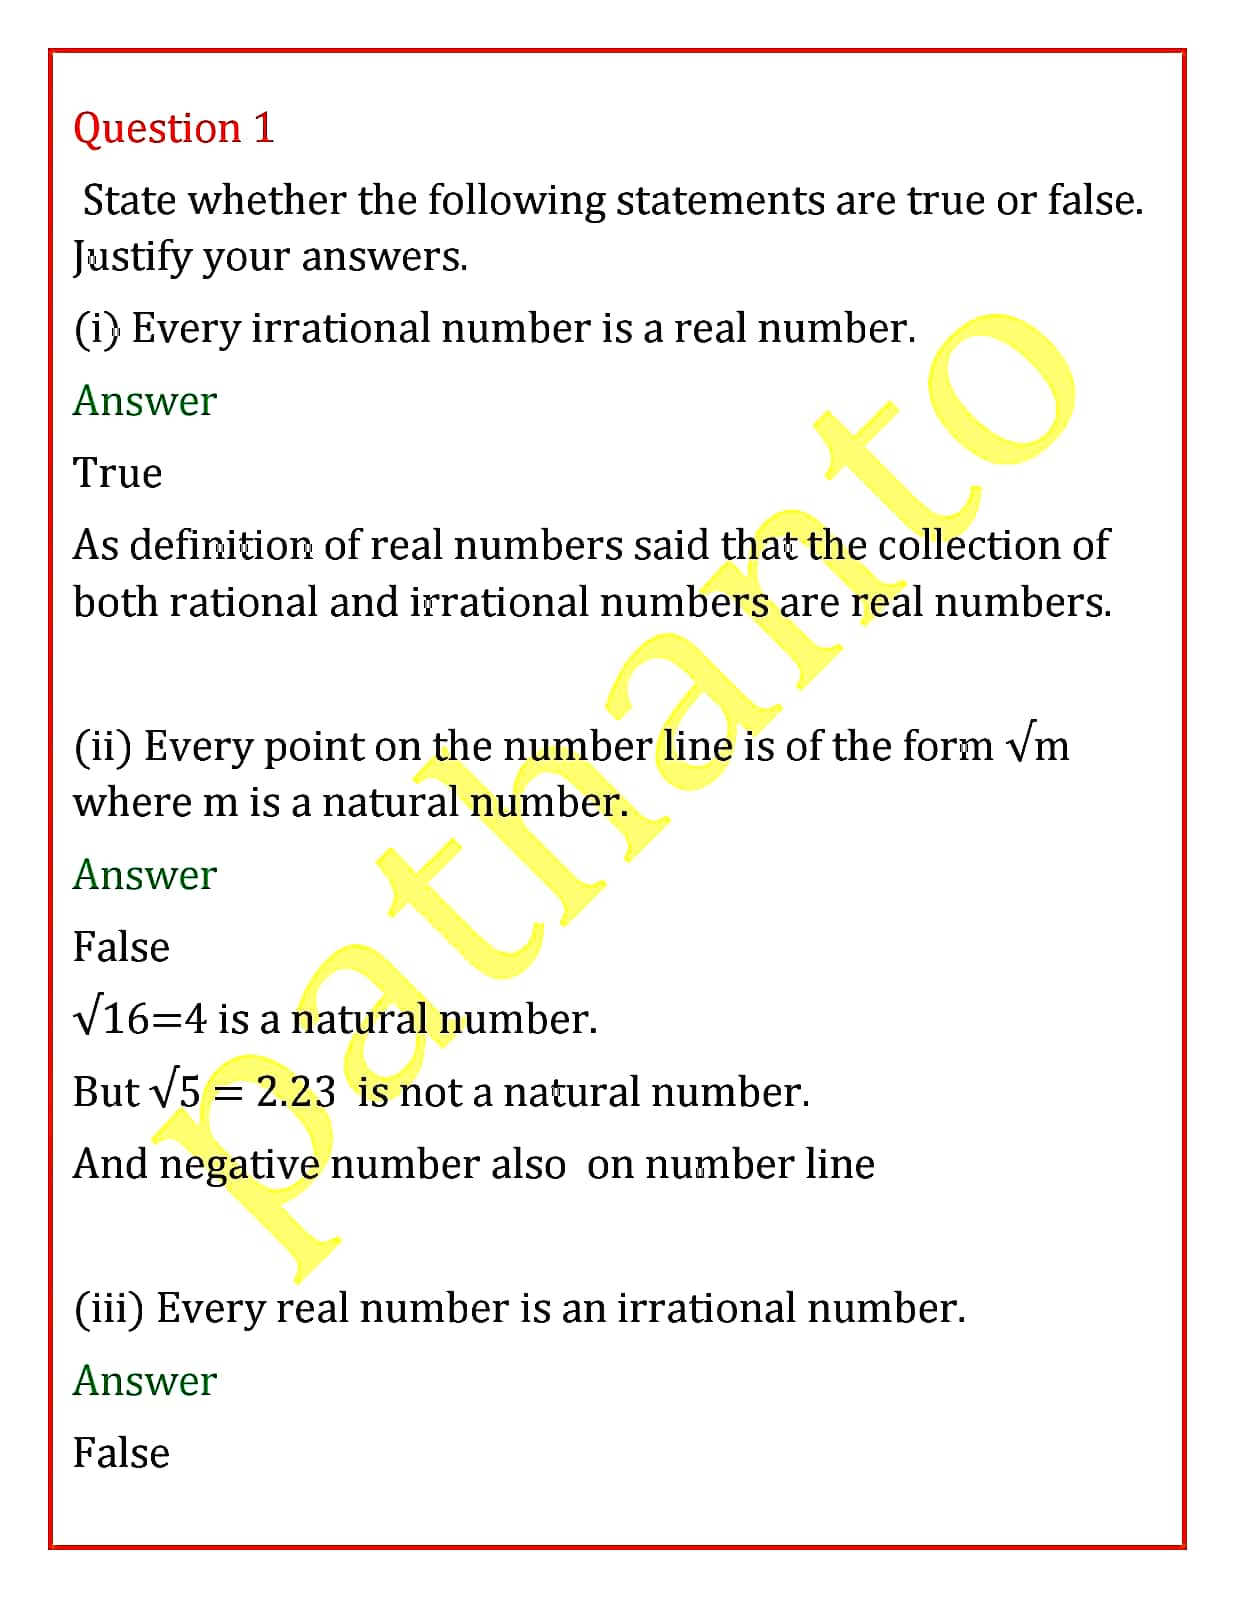 Question 1
State whether the following statements are true or false.
Justify your answers.
(i) Every irrational number is a real number.
Answer
True
As definition of real numbers said that the collection of
both rational and irrational numbers are real numbers.
(ii) Every point on the number line is of the form √m
where m is a natural number.
Answer
False
√16=4 is a natural number.
But √5 = 2.23 is not a natural number.
And negative number also on number line
(iii) Every real number is an irrational number.
Answer
False
pathanto